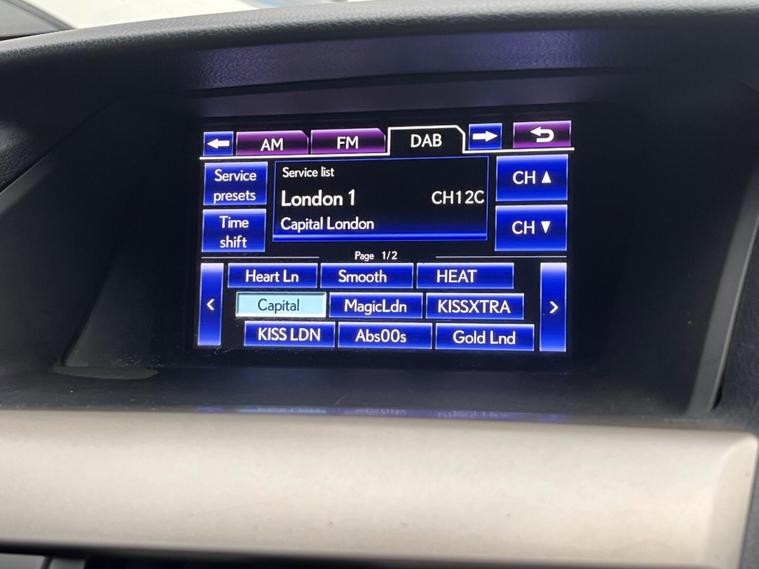 AM FM DAB
Service presets
Service list
CH ▲
London 1 CH12C
Time shift
Capital London
CH ▼
Page 1/2
Heart Ln Smooth HEAT
Capital MagicLdn KISSXTRA
KISS LDN Abs00s Gold Lnd